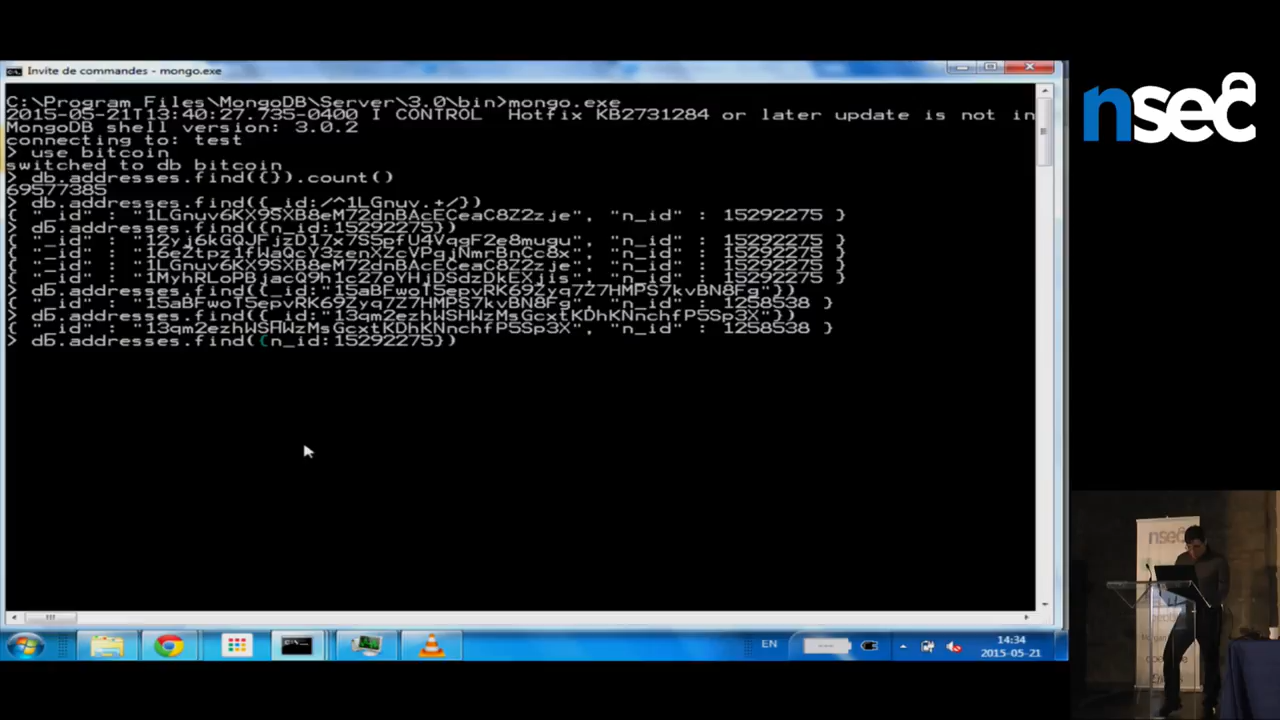 Invite de commandes - mongo.exe
nsec
C:\Program Files\MongoDB\Server\3.0\bin>mongo.exe
2015-05-21T13:40:27.735-0400 I CONTROL  Hotfix KB2731284 or later update is not in
MongoDB shell version: 3.0.2
connecting to: test
> use bitcoin
switched to db bitcoin
> db.addresses.find({}).count()
69577385
> db.addresses.find({_id:/^1LGnuv.+/})
{ "_id" : "1LGnuv6KX9SXB8eM72dnBAcECeaC8Z2zje", "n_id" : 15292275 }
> db.addresses.find({n_id:15292275})
{ "_id" : "12yj6kGQJFjzD17x7S5pfU4VqgF2e8mugu", "n_id" : 15292275 }
{ "_id" : "16eZtpz1fWaQcY3zenXZcVPgjNmrBnCc8x", "n_id" : 15292275 }
{ "_id" : "1LGnuv6KX9SXB8eM72dnBAcECeaC8Z2zje", "n_id" : 15292275 }
{ "_id" : "1MyhRLoPBjacQ9h1c27oYHjDSdzDkEXjis", "n_id" : 15292275 }
> db.addresses.find({_id:"15aBFwoT5epvRK69Zyq7Z7HMPS7kvBN8Fg"})
{ "_id" : "15aBFwoT5epvRK69Zyq7Z7HMPS7kvBN8Fg", "n_id" : 1258538 }
> db.addresses.find({_id:"13qm2ezhWSHWzMsGcxtKDhKNnchfP5Sp3X"})
{ "_id" : "13qm2ezhWSHWzMsGcxtKDhKNnchfP5Sp3X", "n_id" : 1258538 }
> db.addresses.find({n_id:15292275})
nsec
EN
14:34
2015-05-21